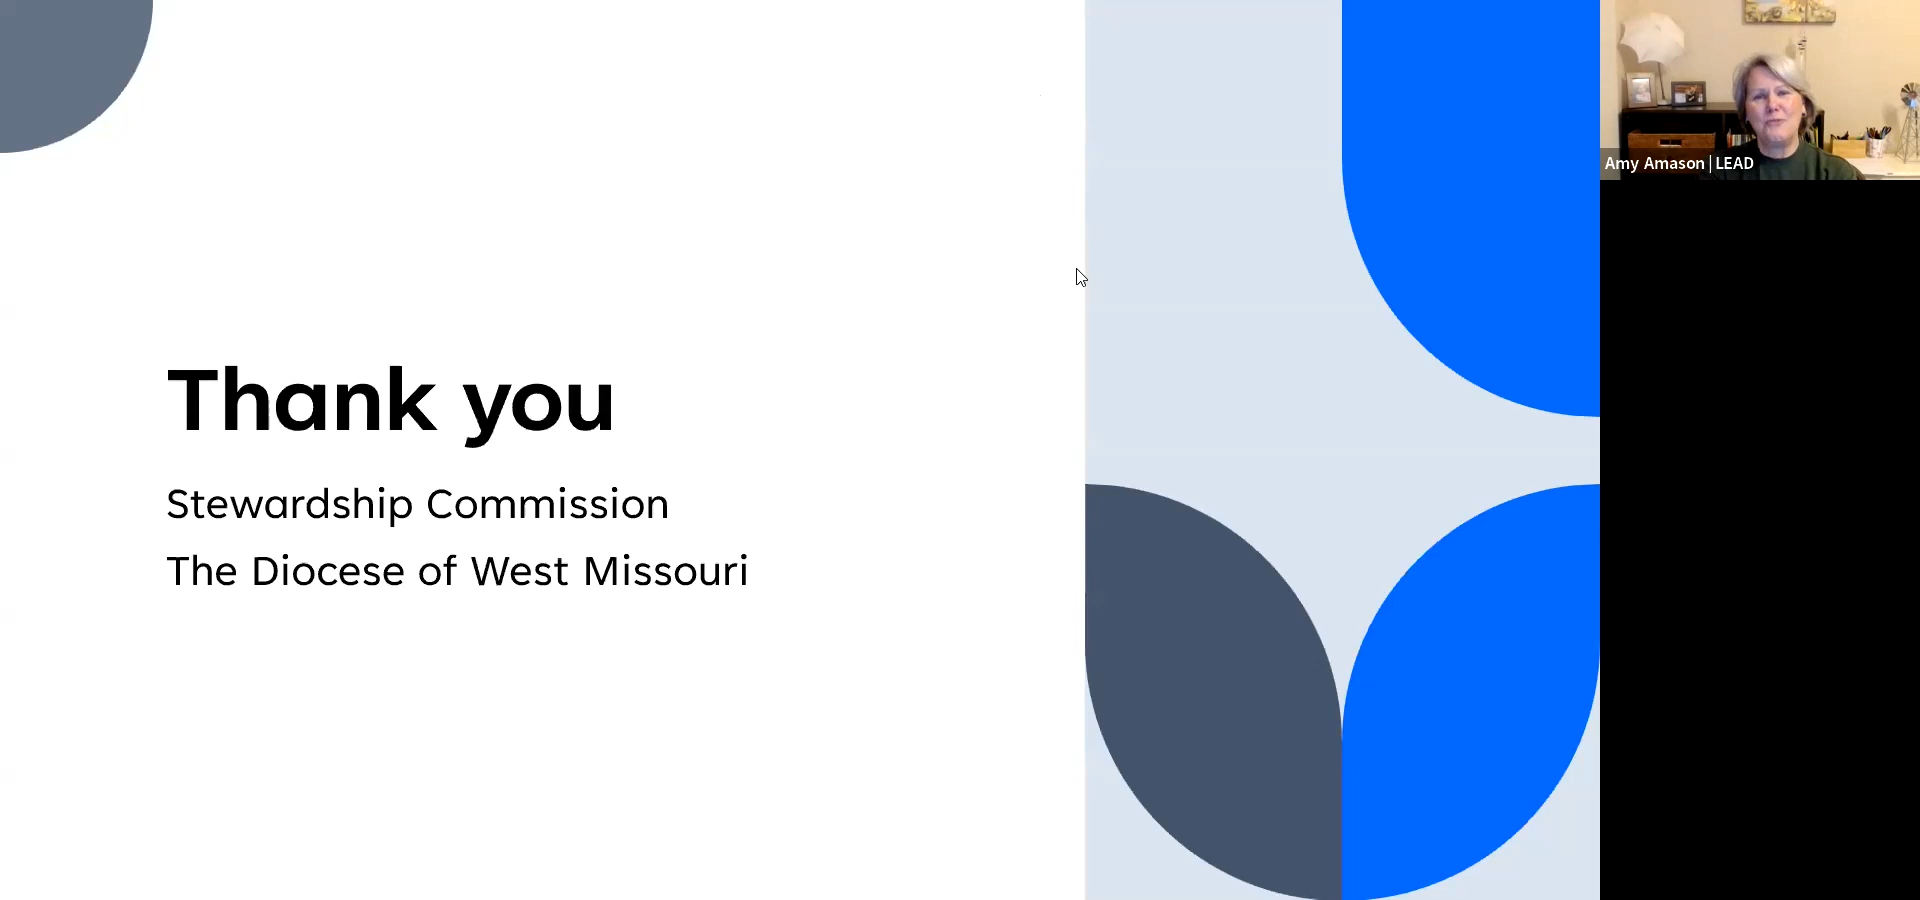 Thank you
Stewardship Commission
The Diocese of West Missouri
Amy Amason | LEAD